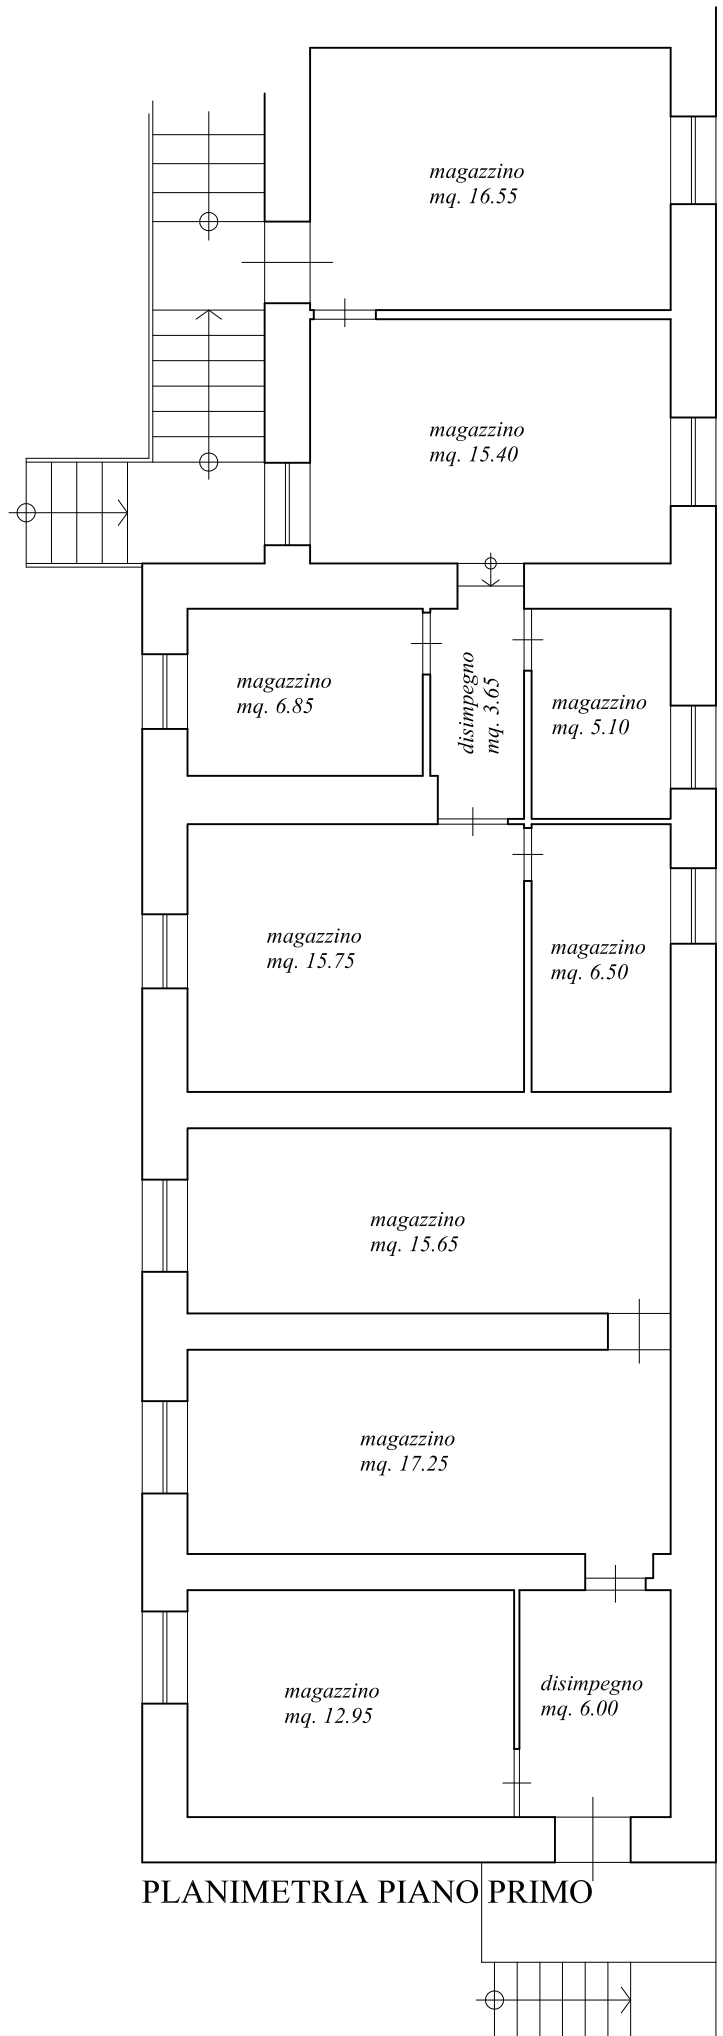 magazzino
mq. 16.55
magazzino
mq. 15.40
magazzino
mq. 6.85
disimpegno
mq. 3.65
magazzino
mq. 5.10
magazzino
mq. 15.75
magazzino
mq. 6.50
magazzino
mq. 15.65
magazzino
mq. 17.25
magazzino
mq. 12.95
disimpegno
mq. 6.00
PLANIMETRIA PIANO PRIMO